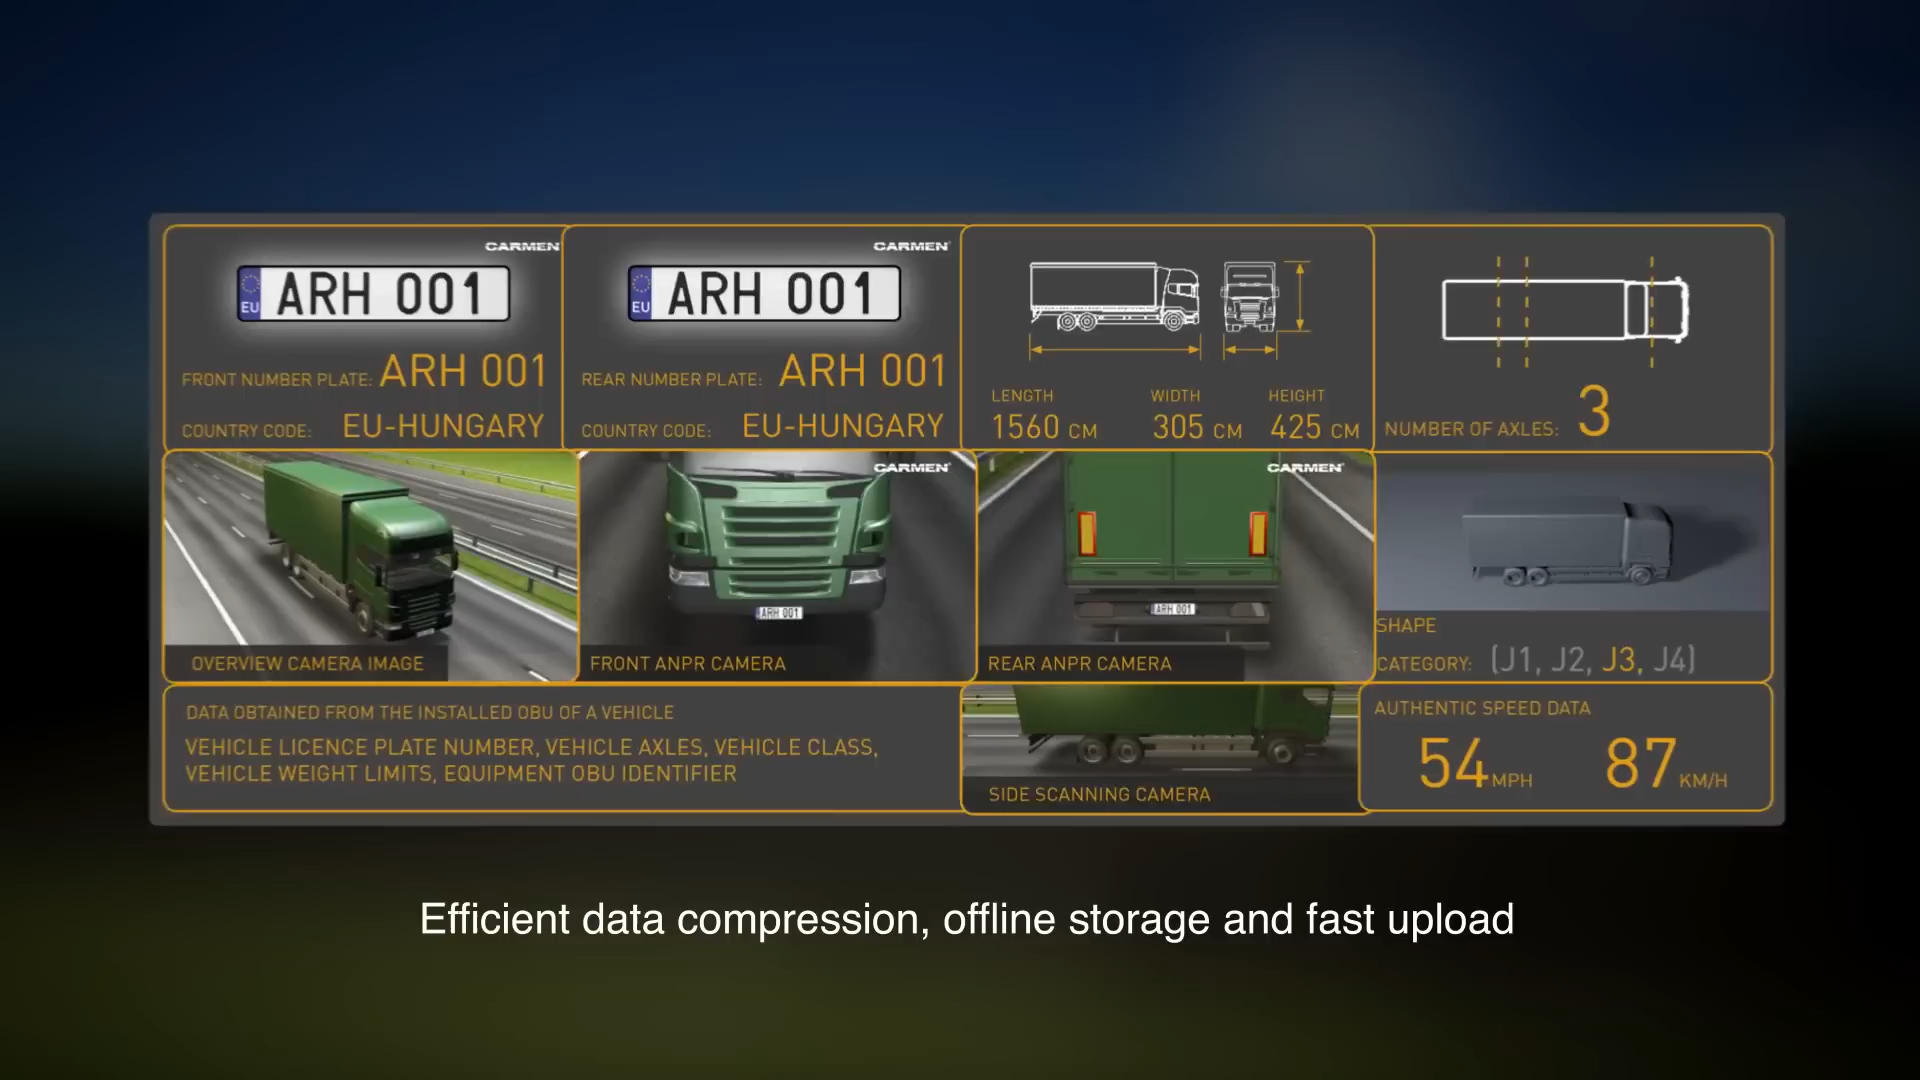 CARMEN
EU ARH 001
FRONT NUMBER PLATE: ARH 001
COUNTRY CODE: EU-HUNGARY
CARMEN
EU ARH 001
REAR NUMBER PLATE: ARH 001
COUNTRY CODE: EU-HUNGARY
LENGTH WIDTH HEIGHT
1560 CM 305 CM 425 CM
NUMBER OF AXLES: 3
OVERVIEW CAMERA IMAGE
CARMEN
ARH 001
FRONT ANPR CAMERA
CARMEN
ARH 001
REAR ANPR CAMERA
SHAPE
CATEGORY: (J1, J2, J3, J4)
DATA OBTAINED FROM THE INSTALLED OBU OF A VEHICLE
VEHICLE LICENCE PLATE NUMBER, VEHICLE AXLES, VEHICLE CLASS,
VEHICLE WEIGHT LIMITS, EQUIPMENT OBU IDENTIFIER
SIDE SCANNING CAMERA
AUTHENTIC SPEED DATA
54 MPH 87 KM/H
Efficient data compression, offline storage and fast upload